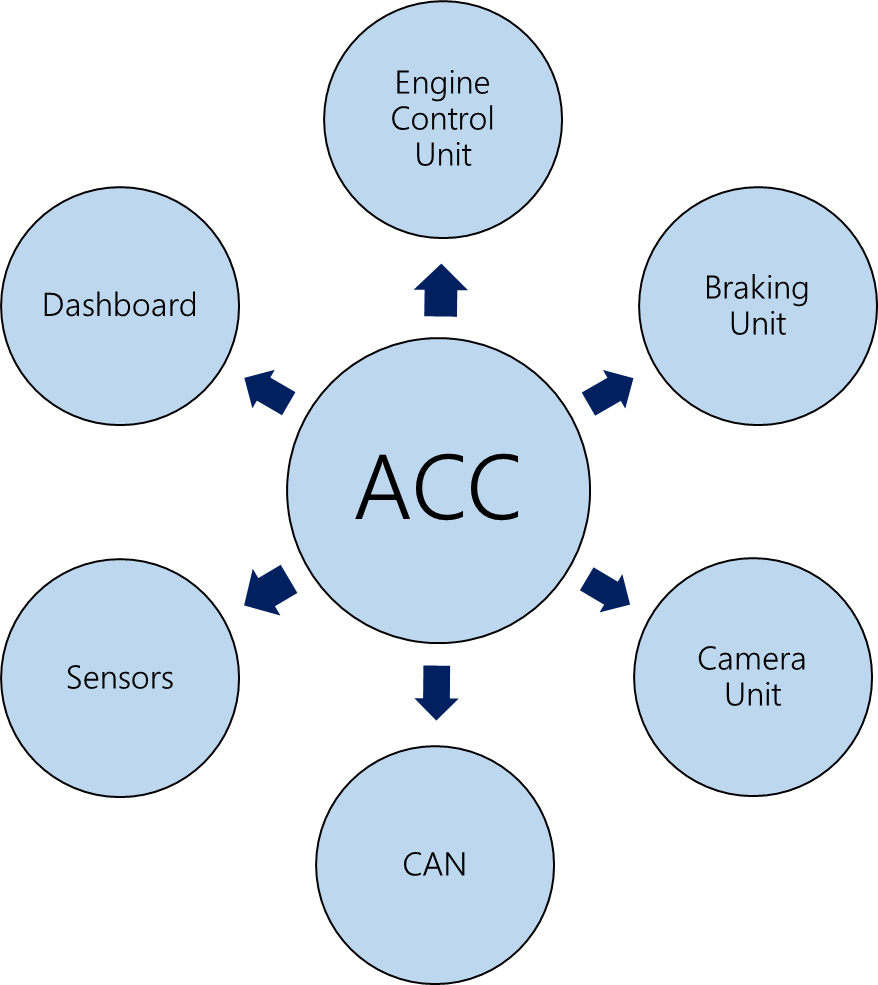 Engine
Control
Unit
Dashboard
Braking
Unit
ACC
Sensors
Camera
Unit
CAN